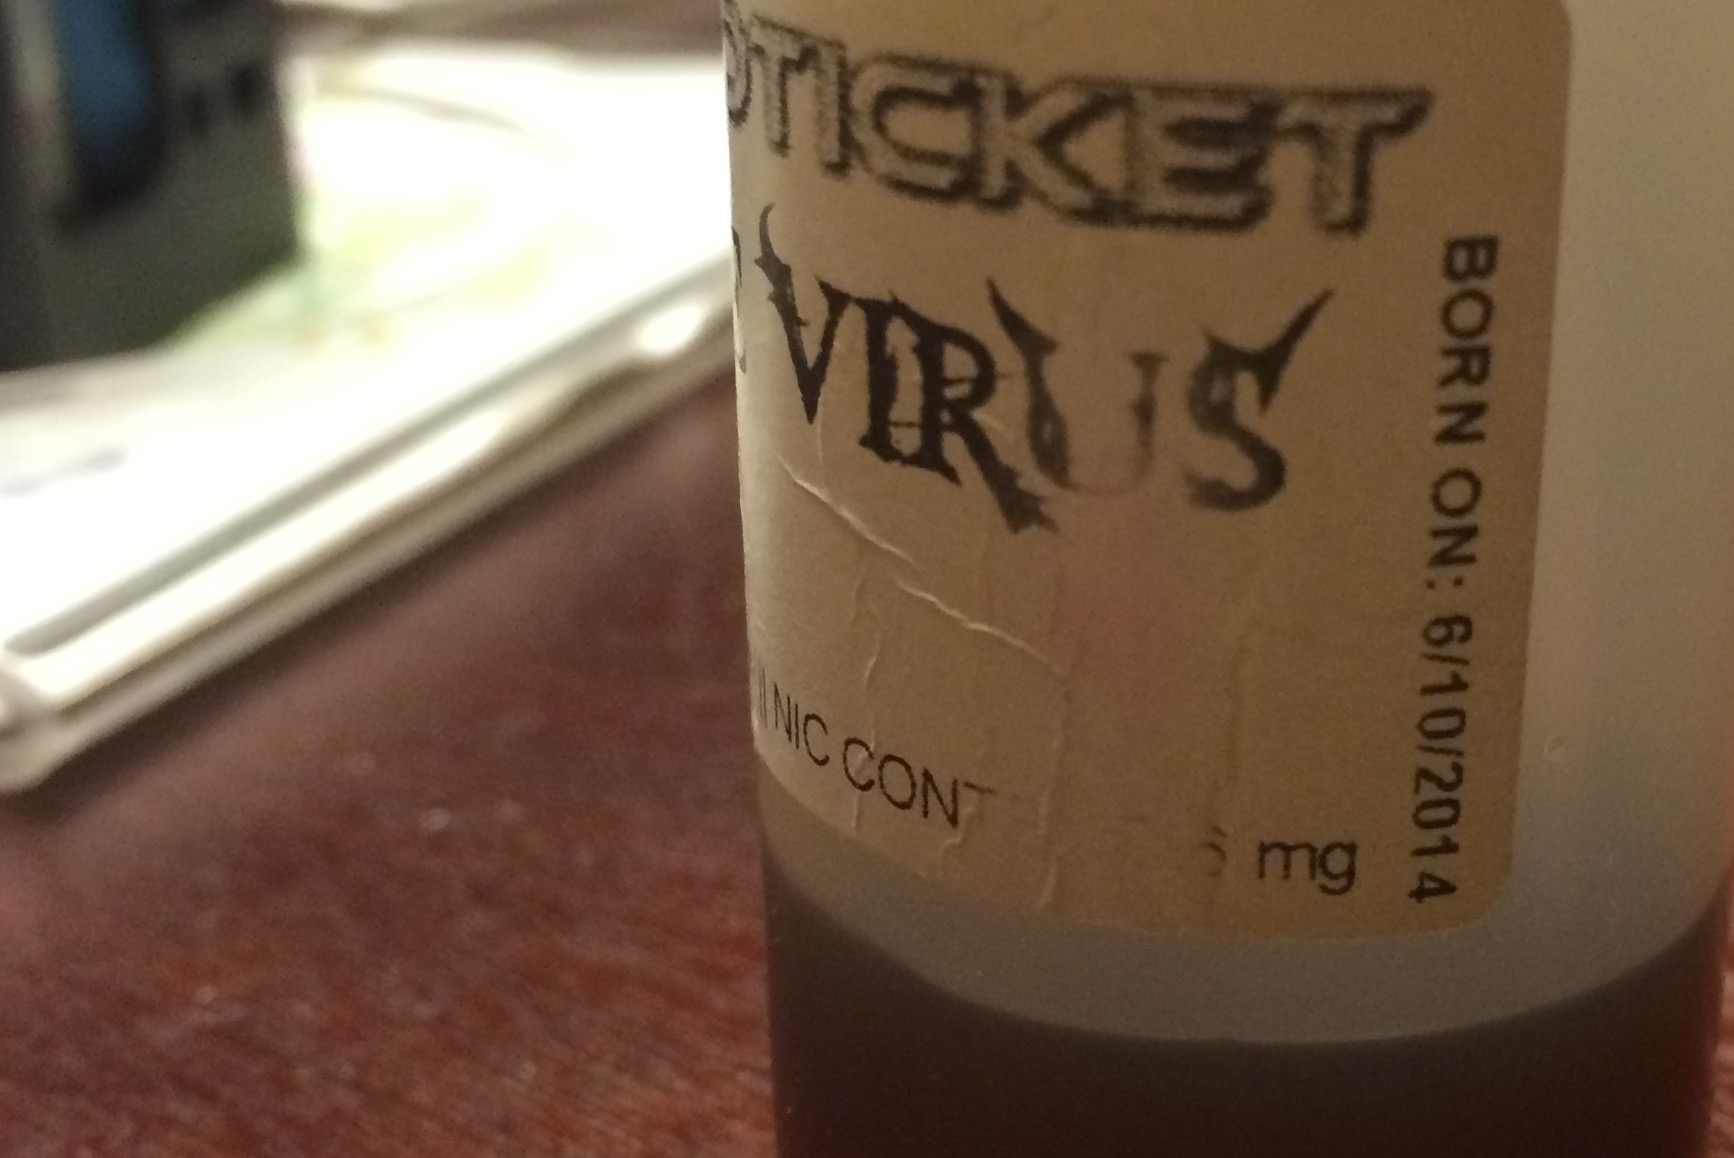 TICKET
VIRUS
NIC CONT
mg
BORN ON: 6/10/2014